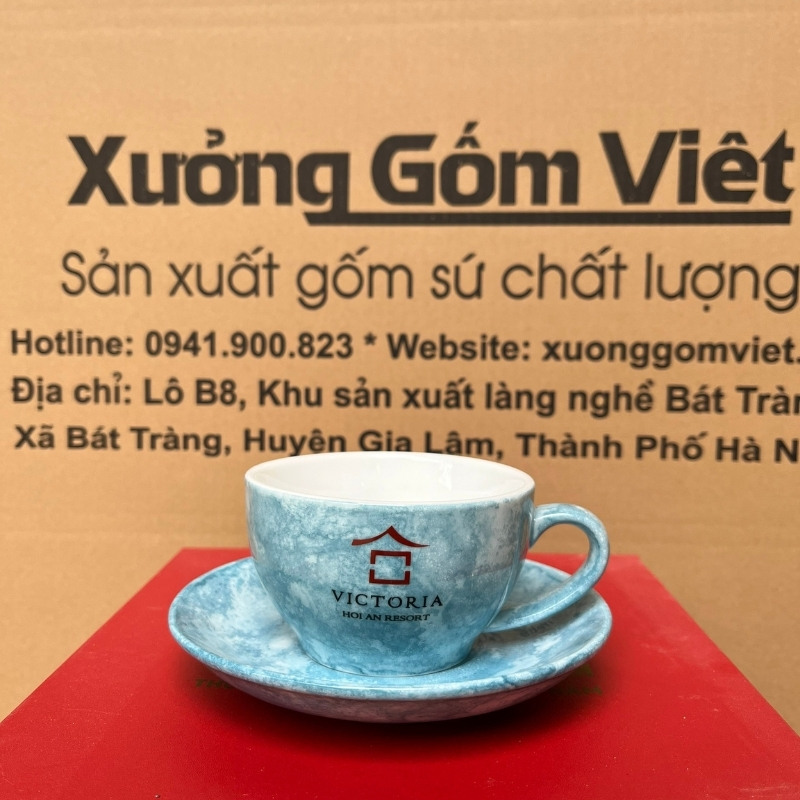 Xưởng Gốm Việt
Sản xuất gốm sứ chất lượng
Hotline: 0941.900.823 * Website: xuonggomviet.
Địa chỉ: Lô B8, Khu sản xuất làng nghề Bát Tràn
Xã Bát Tràng, Huyện Gia Lâm, Thành Phố Hà N
VICTORIA
HOI AN RESORT